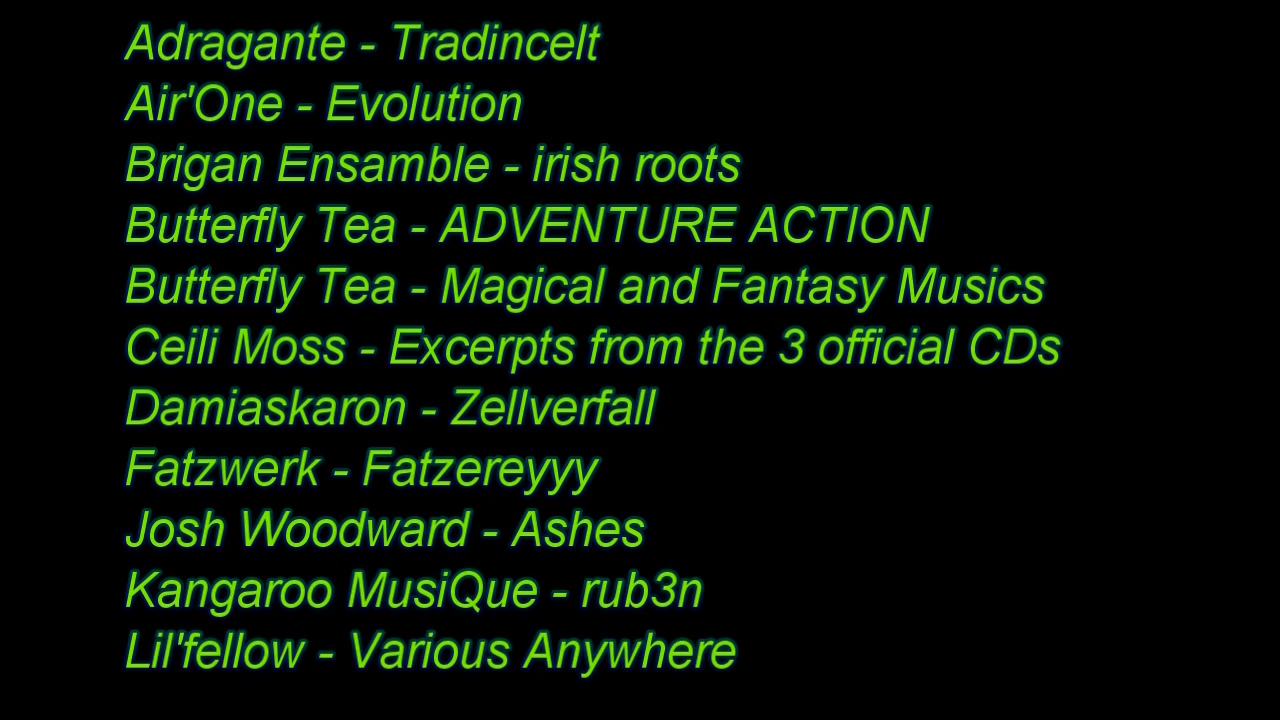 Adragante - Tradincelt
Air'One - Evolution
Brigan Ensamble - irish roots
Butterfly Tea - ADVENTURE ACTION
Butterfly Tea - Magical and Fantasy Musics
Ceili Moss - Excerpts from the 3 official CDs
Damiaskaron - Zellverfall
Fatzwerk - Fatzereyyy
Josh Woodward - Ashes
Kangaroo MusiQue - rub3n
Lil'fellow - Various Anywhere